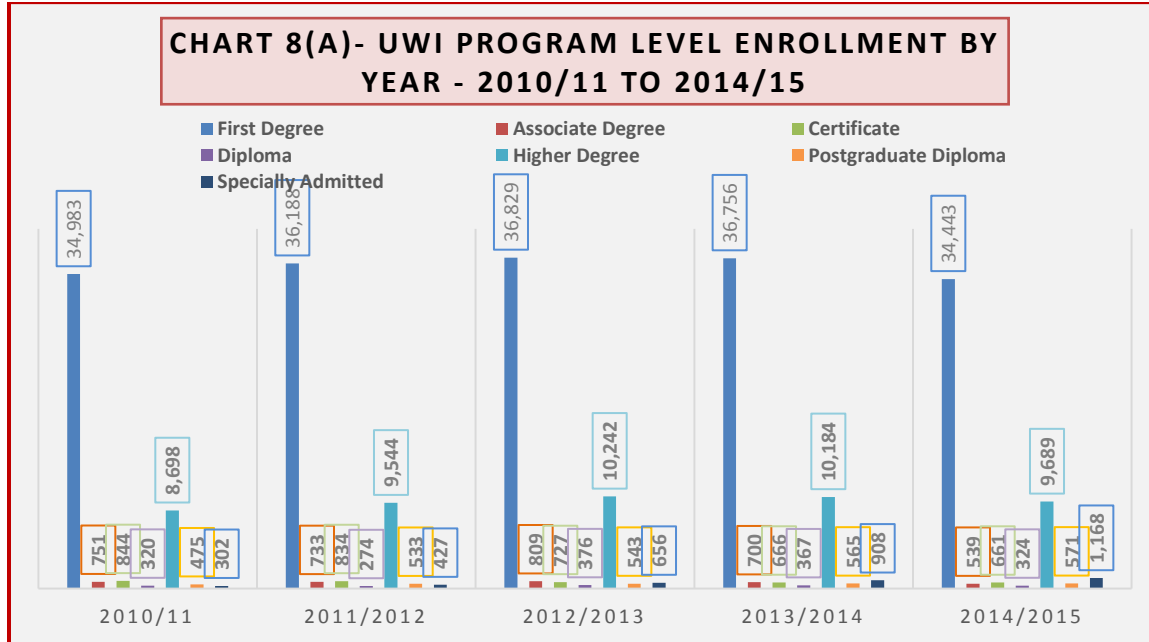 CHART 8(A)- UWI PROGRAM LEVEL ENROLLMENT BY
YEAR - 2010/11 TO 2014/15
First Degree Associate Degree Certificate
Diploma Higher Degree Postgraduate Diploma
Specially Admitted
34,983 36,188 36,829 36,756 34,443
8,698 9,544 10,242 10,184 9,689
751 844 320 475 302 733 834 274 533 427 809 727 376 543 656 700 666 367 565 908 539 661 324 571 1,168
2010/11 2011/2012 2012/2013 2013/2014 2014/2015